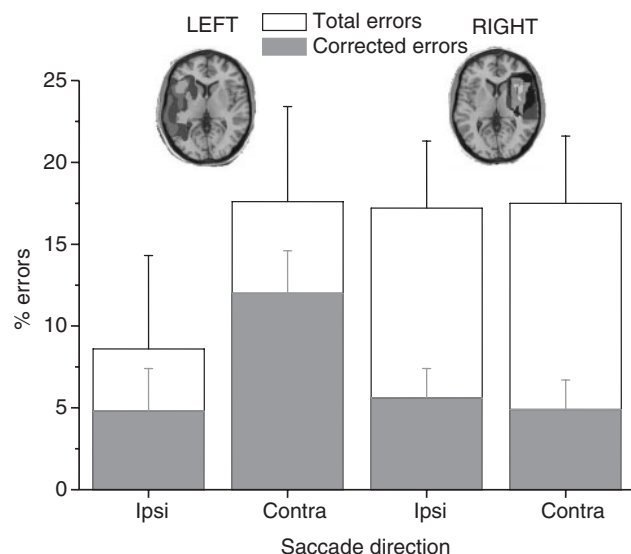 LEFT
Total errors
Corrected errors
RIGHT
25
20
15
10
5
0
% errors
Ipsi Contra Ipsi Contra
Saccade direction